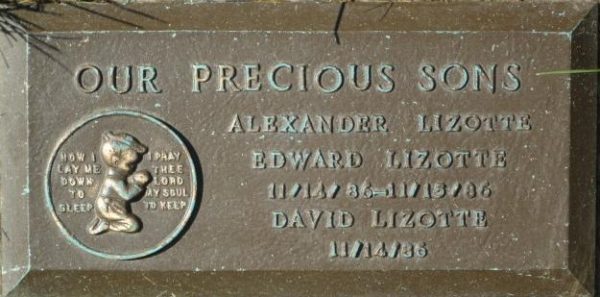 OUR PRECIOUS SONS
ALEXANDER LIZOTTE
EDWARD LIZOTTE
11/14/86–11/15/86
DAVID LIZOTTE
11/14/86
NOW I
LAY ME
DOWN
TO
SLEEP
I PRAY
THEE
LORD
MY SOUL
TO KEEP